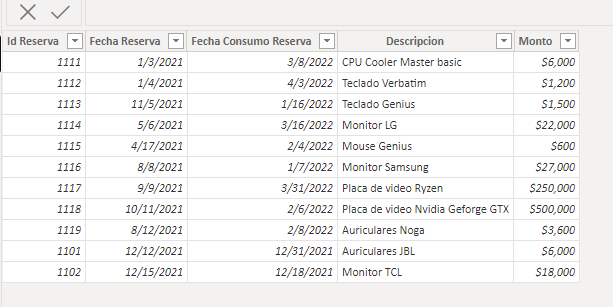 Id Reserva Fecha Reserva Fecha Consumo Reserva Descripcion Monto
1111 1/3/2021 3/8/2022 CPU Cooler Master basic $6,000
1112 1/4/2021 4/3/2022 Teclado Verbatim $1,200
1113 11/5/2021 1/16/2022 Teclado Genius $1,500
1114 5/6/2021 3/16/2022 Monitor LG $22,000
1115 4/17/2021 2/4/2022 Mouse Genius $600
1116 8/8/2021 1/7/2022 Monitor Samsung $27,000
1117 9/9/2021 3/31/2022 Placa de video Ryzen $250,000
1118 10/11/2021 2/6/2022 Placa de video Nvidia Geforge GTX $500,000
1119 8/12/2021 2/8/2022 Auriculares Noga $3,600
1101 12/12/2021 12/31/2021 Auriculares JBL $6,000
1102 12/15/2021 12/18/2021 Monitor TCL $18,000